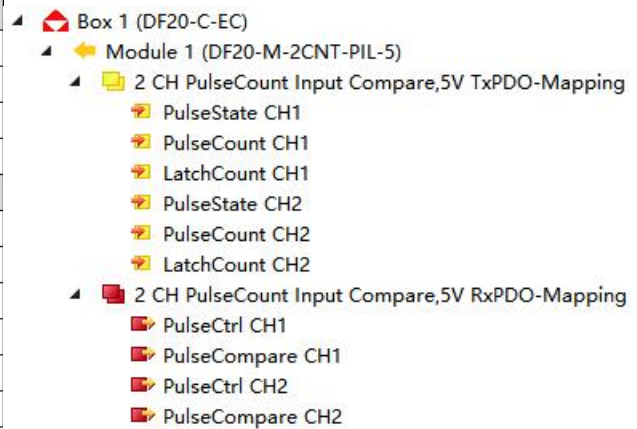 Box 1 (DF20-C-EC)
Module 1 (DF20-M-2CNT-PIL-5)
2 CH PulseCount Input Compare,5V TxPDO-Mapping
PulseState CH1
PulseCount CH1
LatchCount CH1
PulseState CH2
PulseCount CH2
LatchCount CH2
2 CH PulseCount Input Compare,5V RxPDO-Mapping
PulseCtrl CH1
PulseCompare CH1
PulseCtrl CH2
PulseCompare CH2